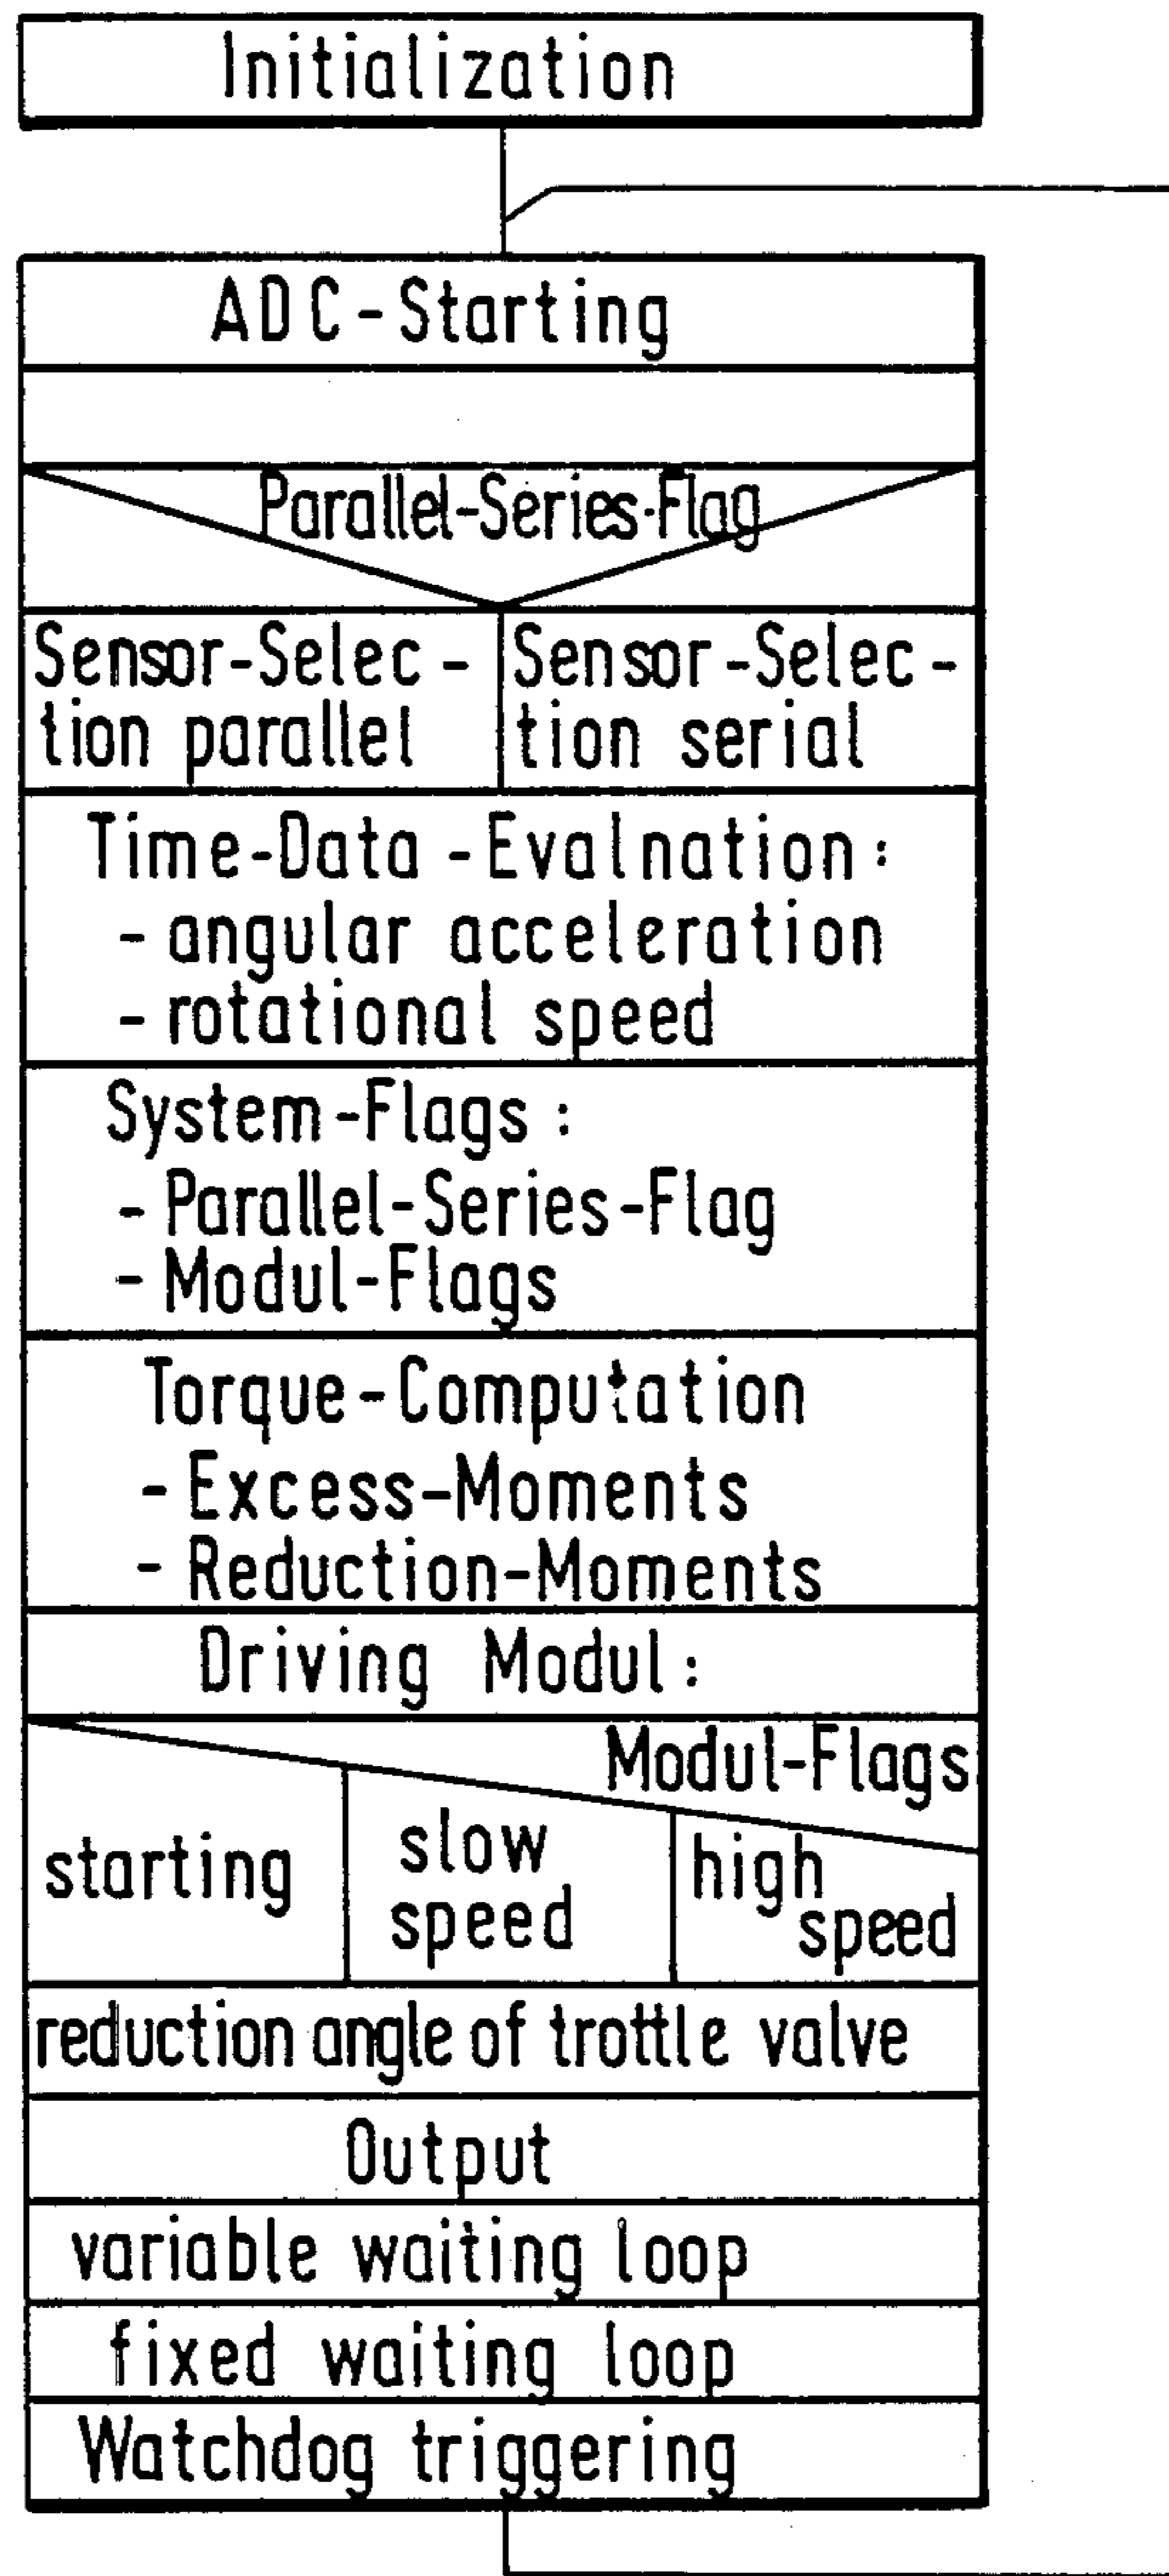 Initialization
ADC-Starting
Parallel-Series-Flag
Sensor-Selec-
tion parallel
Sensor-Selec-
tion serial
Time-Data-Evalnation:
- angular acceleration
- rotational speed
System-Flags:
- Parallel-Series-Flag
- Modul-Flags
Torque-Computation
- Excess-Moments
- Reduction-Moments
Driving Modul:
Modul-Flags
starting
slow
speed
high
speed
reduction angle of trottle valve
Output
variable waiting loop
fixed waiting loop
Watchdog triggering